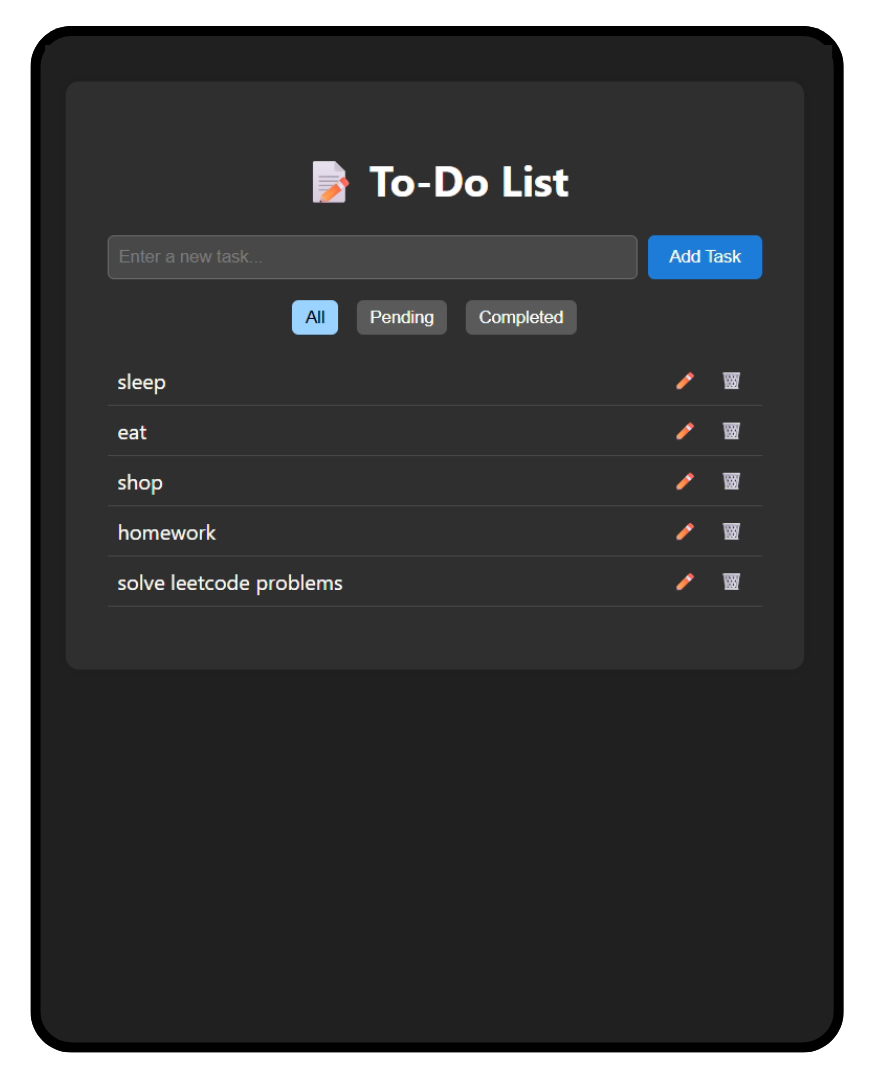 To-Do List
Enter a new task...
Add Task
All Pending Completed
sleep
eat
shop
homework
solve leetcode problems